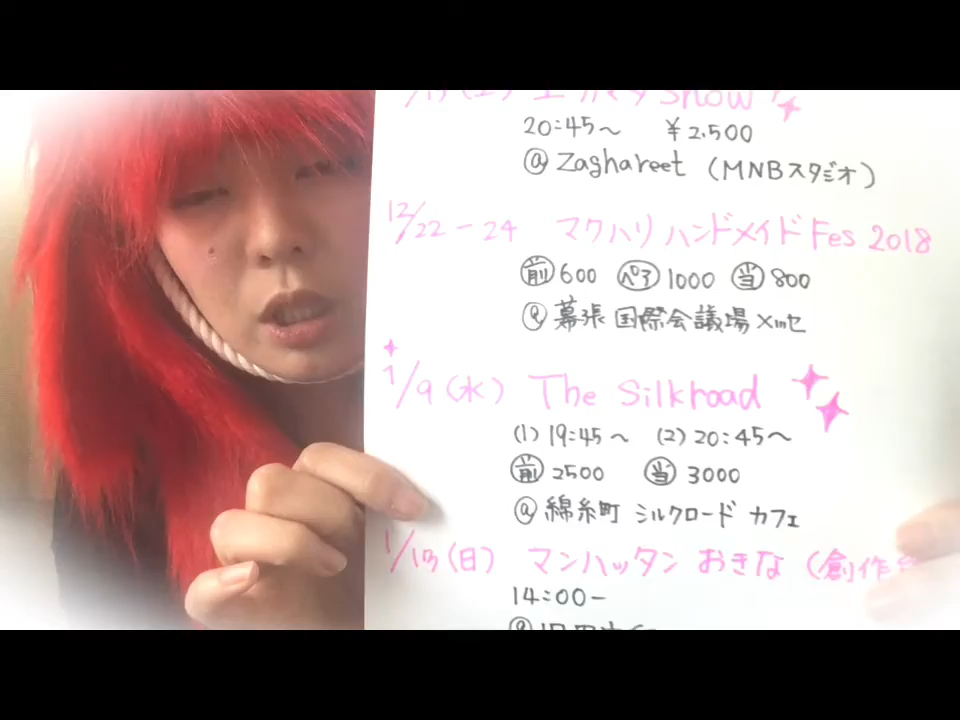 Show
20:45～ ¥2.500
@ Zaghareet (MNBスタジオ)
12/22-24 マクハリ ハンドメイド Fes 2018
前 600 ペア 1000 当 800
@ 幕張 国際会議場 メッセ
1/9(水) The Silkroad
(1) 19:45～ (2) 20:45～
前 2500 当 3000
@ 綿糸町 シルクロード カフェ
1/13(日) マンハッタン おきな (創作
14:00-